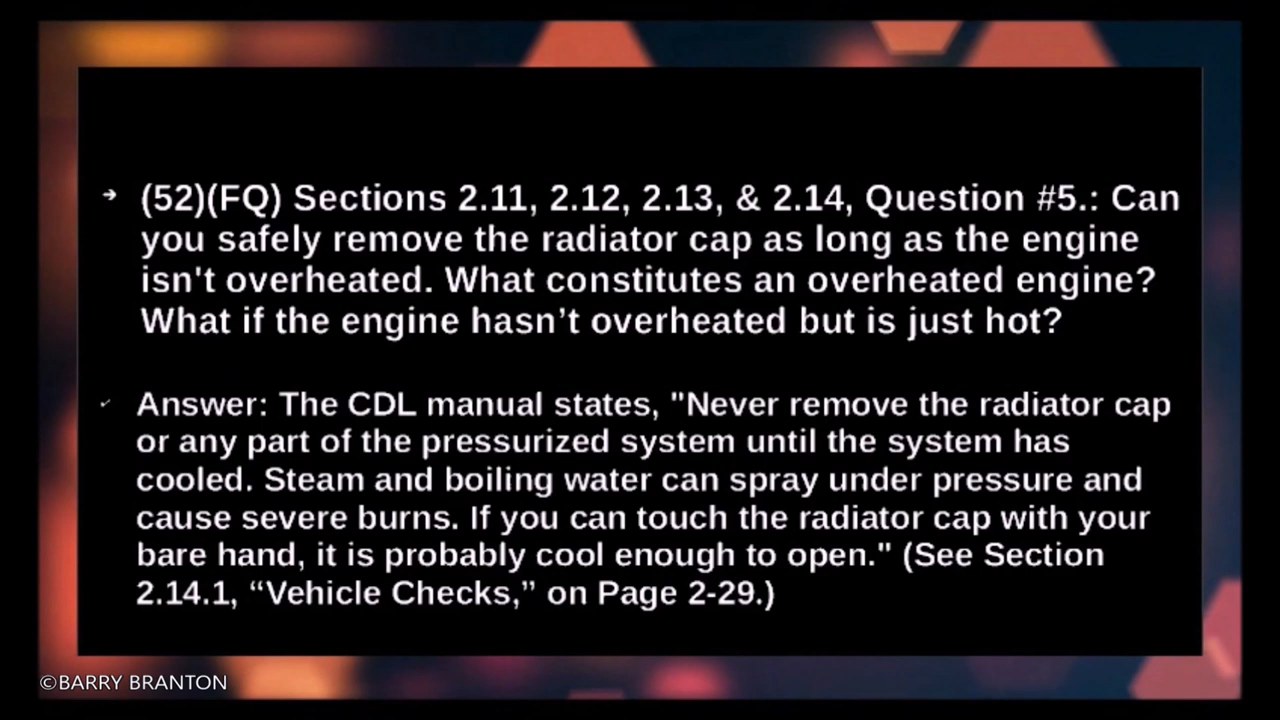 (52)(FQ) Sections 2.11, 2.12, 2.13, & 2.14, Question #5.: Can
you safely remove the radiator cap as long as the engine
isn't overheated. What constitutes an overheated engine?
What if the engine hasn’t overheated but is just hot?
Answer: The CDL manual states, "Never remove the radiator cap
or any part of the pressurized system until the system has
cooled. Steam and boiling water can spray under pressure and
cause severe burns. If you can touch the radiator cap with your
bare hand, it is probably cool enough to open." (See Section
2.14.1, “Vehicle Checks,” on Page 2-29.)
©BARRY BRANTON